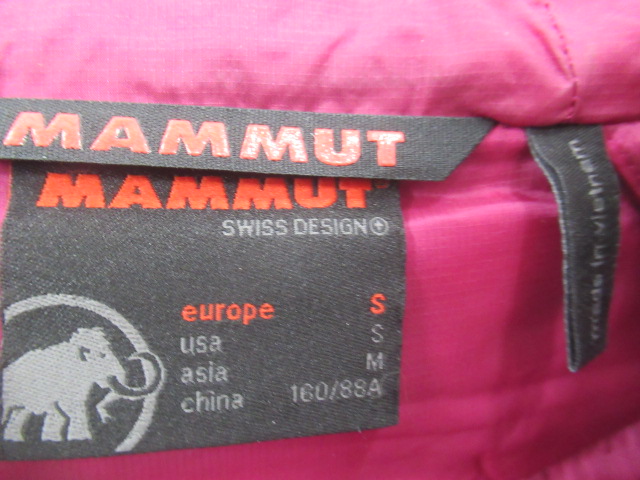 MAMMUT
MAMMUT
SWISS DESIGN
europe S
usa S
asia M
china 160/88A
made in vietnam